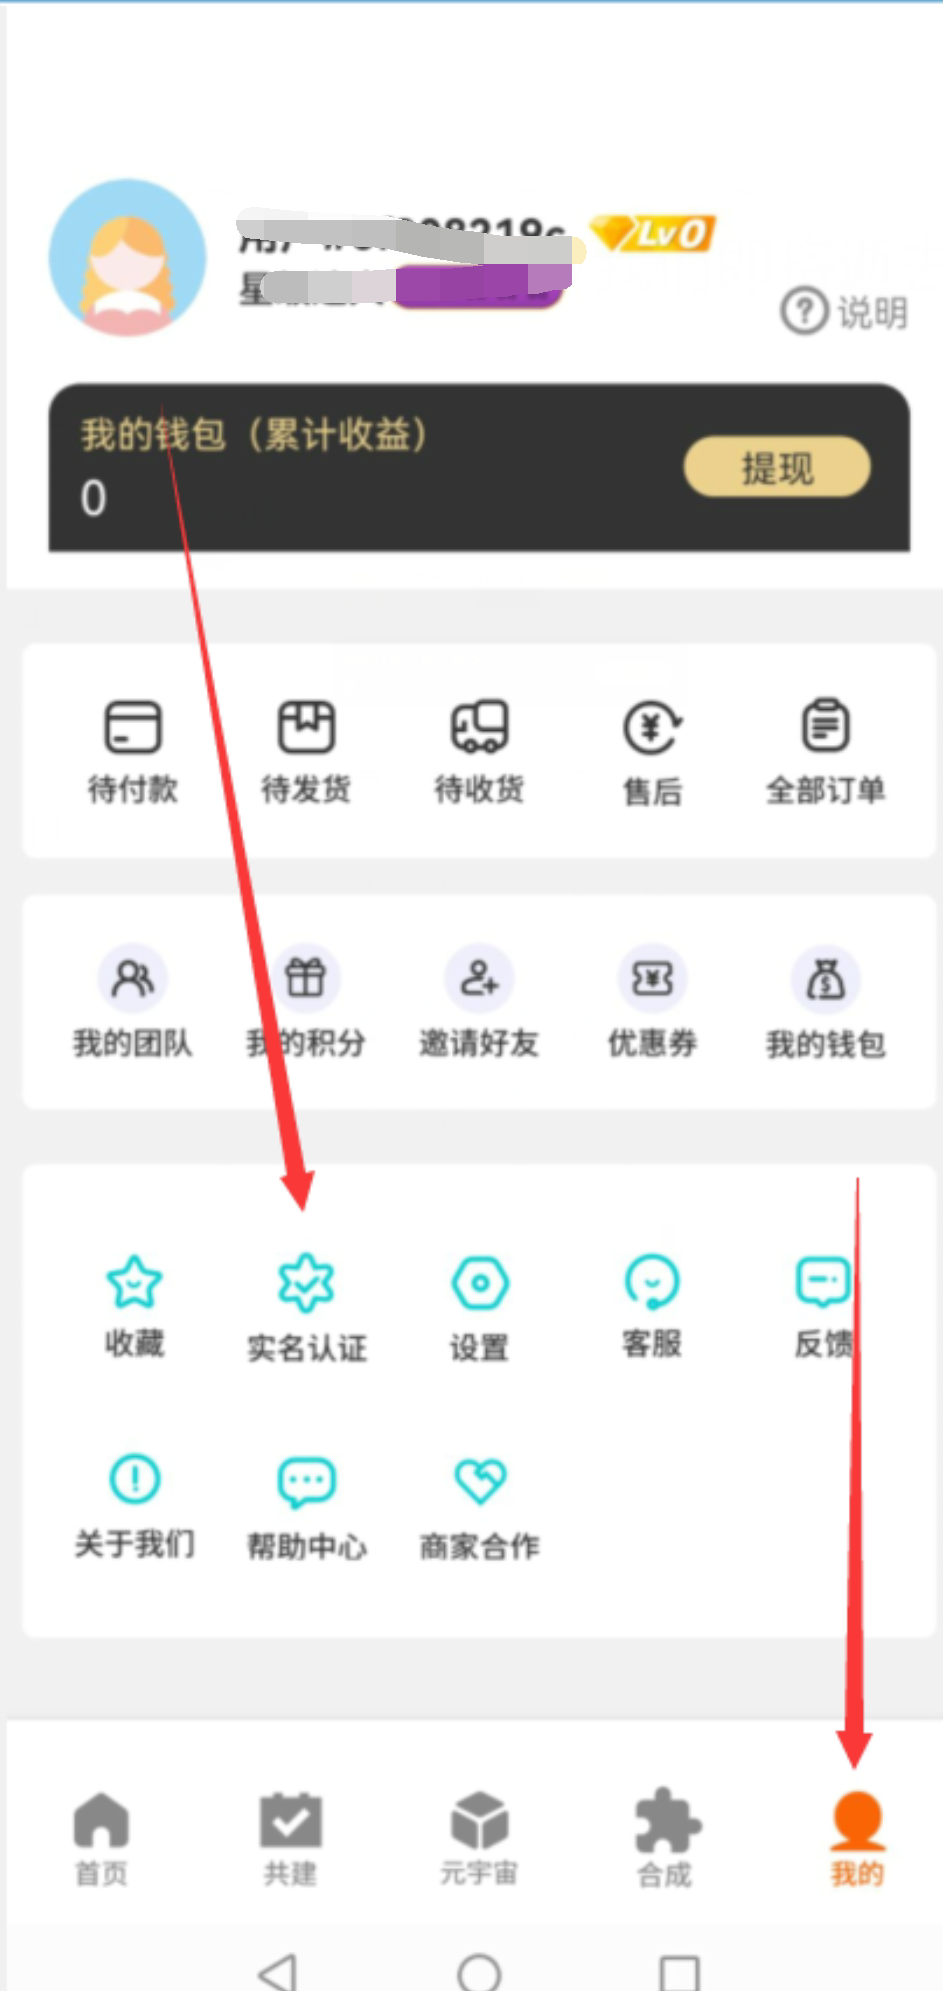 Lv0
说明
我的钱包（累计收益）
0
提现
待付款 待发货 待收货 售后 全部订单
我的团队 我的积分 邀请好友 优惠券 我的钱包
收藏 实名认证 设置 客服 反馈
关于我们 帮助中心 商家合作
首页 共建 元宇宙 合成 我的